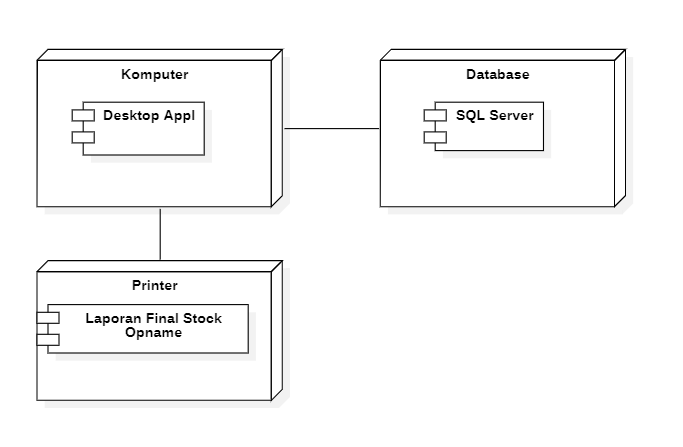 Komputer
Desktop Appl
Database
SQL Server
Printer
Laporan Final Stock
Opname